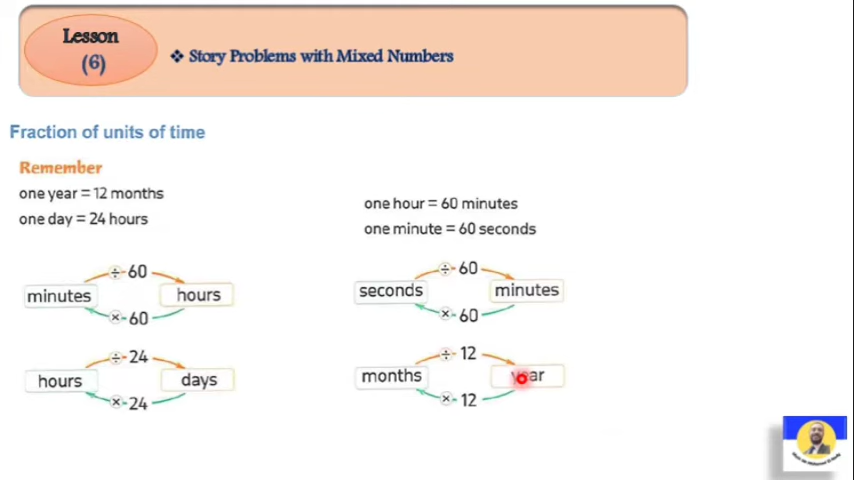 Lesson
(6)
❖ Story Problems with Mixed Numbers
Fraction of units of time
Remember
one year = 12 months
one day = 24 hours
one hour = 60 minutes
one minute = 60 seconds
÷ 60
minutes
hours
× 60
÷ 60
seconds
minutes
× 60
÷ 24
hours
days
× 24
÷ 12
months
year
× 12